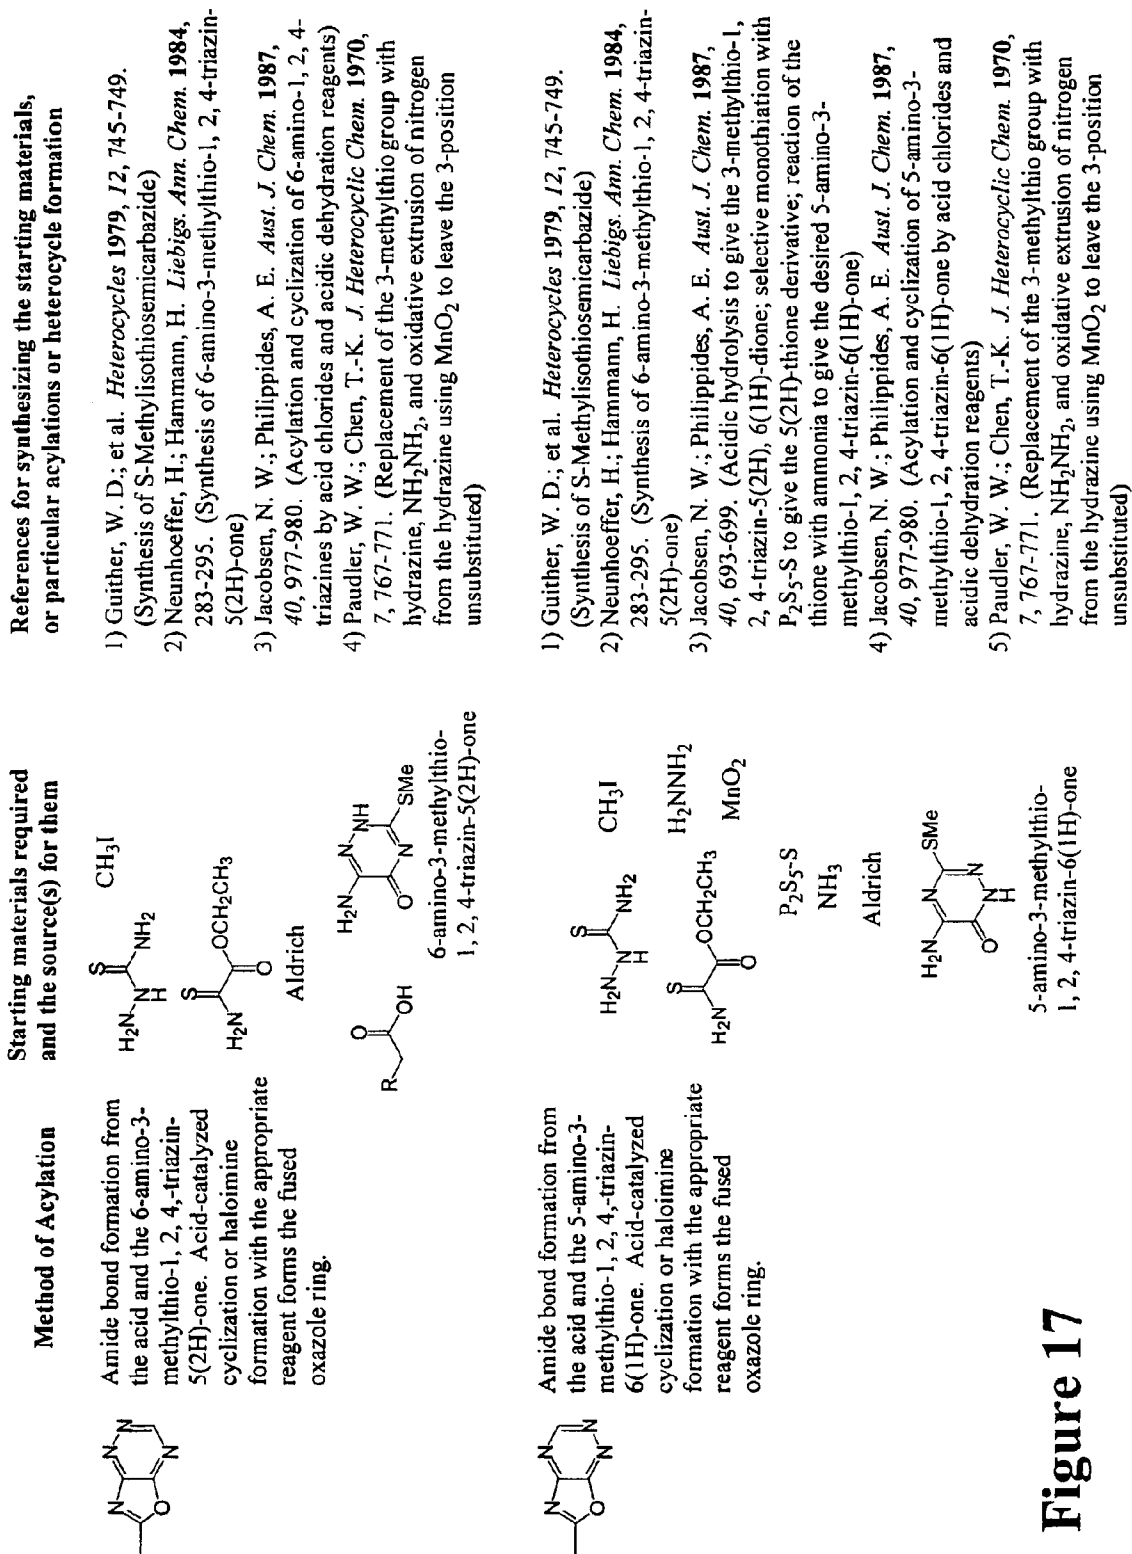 Method of Acylation
Starting materials required
and the source(s) for them
References for synthesizing the starting materials,
or particular acylations or heterocycle formation
N
N
N
N
O
Amide bond formation from
the acid and the 6-amino-3-
methylthio-1, 2, 4,-triazin-
5(2H)-one. Acid-catalyzed
cyclization or haloimine
formation with the appropriate
reagent forms the fused
oxazole ring.
S
H2N
N
H
NH2
CH3I
S
H2N
OCH2CH3
O
Aldrich
R
O
OH
H2N
N
NH
O
N
SMe
6-amino-3-methylthio-
1, 2, 4-triazin-5(2H)-one
1) Guither, W. D.; et al. Heterocycles 1979, 12, 745-749.
(Synthesis of S-Methylisothiosemicarbazide)
2) Neunhoeffer, H.; Hammann, H. Liebigs. Ann. Chem. 1984,
283-295. (Synthesis of 6-amino-3-methylthio-1, 2, 4-triazin-
5(2H)-one)
3) Jacobsen, N. W.; Philippides, A. E. Aust. J. Chem. 1987,
40, 977-980. (Acylation and cyclization of 6-amino-1, 2, 4-
triazines by acid chlorides and acidic dehydration reagents)
4) Paudler, W. W.; Chen, T.-K. J. Heterocyclic Chem. 1970,
7, 767-771. (Replacement of the 3-methylthio group with
hydrazine, NH2NH2, and oxidative extrusion of nitrogen
from the hydrazine using MnO2 to leave the 3-position
unsubstituted)
N
N
N
N
O
Amide bond formation from
the acid and the 5-amino-3-
methylthio-1, 2, 4,-triazin-
6(1H)-one. Acid-catalyzed
cyclization or haloimine
formation with the appropriate
reagent forms the fused
oxazole ring.
S
H2N
N
H
NH2
CH3I
S
H2N
OCH2CH3
O
H2NNH2
MnO2
P2S5-S
NH3
Aldrich
H2N
N
SMe
O
N
H
N
5-amino-3-methylthio-
1, 2, 4-triazin-6(1H)-one
1) Guither, W. D.; et al. Heterocycles 1979, 12, 745-749.
(Synthesis of S-Methylisothiosemicarbazide)
2) Neunhoeffer, H.; Hammann, H. Liebigs. Ann. Chem. 1984,
283-295. (Synthesis of 6-amino-3-methylthio-1, 2, 4-triazin-
5(2H)-one)
3) Jacobsen, N. W.; Philippides, A. E. Aust. J. Chem. 1987,
40, 693-699. (Acidic hydrolysis to give the 3-methylthio-1,
2, 4-triazin-5(2H), 6(1H)-dione; selective monothiation with
P2S5-S to give the 5(2H)-thione derivative; reaction of the
thione with ammonia to give the desired 5-amino-3-
methylthio-1, 2, 4-triazin-6(1H)-one)
4) Jacobsen, N. W.; Philippides, A. E. Aust. J. Chem. 1987,
40, 977-980. (Acylation and cyclization of 5-amino-3-
methylthio-1, 2, 4-triazin-6(1H)-one by acid chlorides and
acidic dehydration reagents)
5) Paudler, W. W.; Chen, T.-K. J. Heterocyclic Chem. 1970,
7, 767-771. (Replacement of the 3-methylthio group with
hydrazine, NH2NH2, and oxidative extrusion of nitrogen
from the hydrazine using MnO2 to leave the 3-position
unsubstituted)
Figure 17